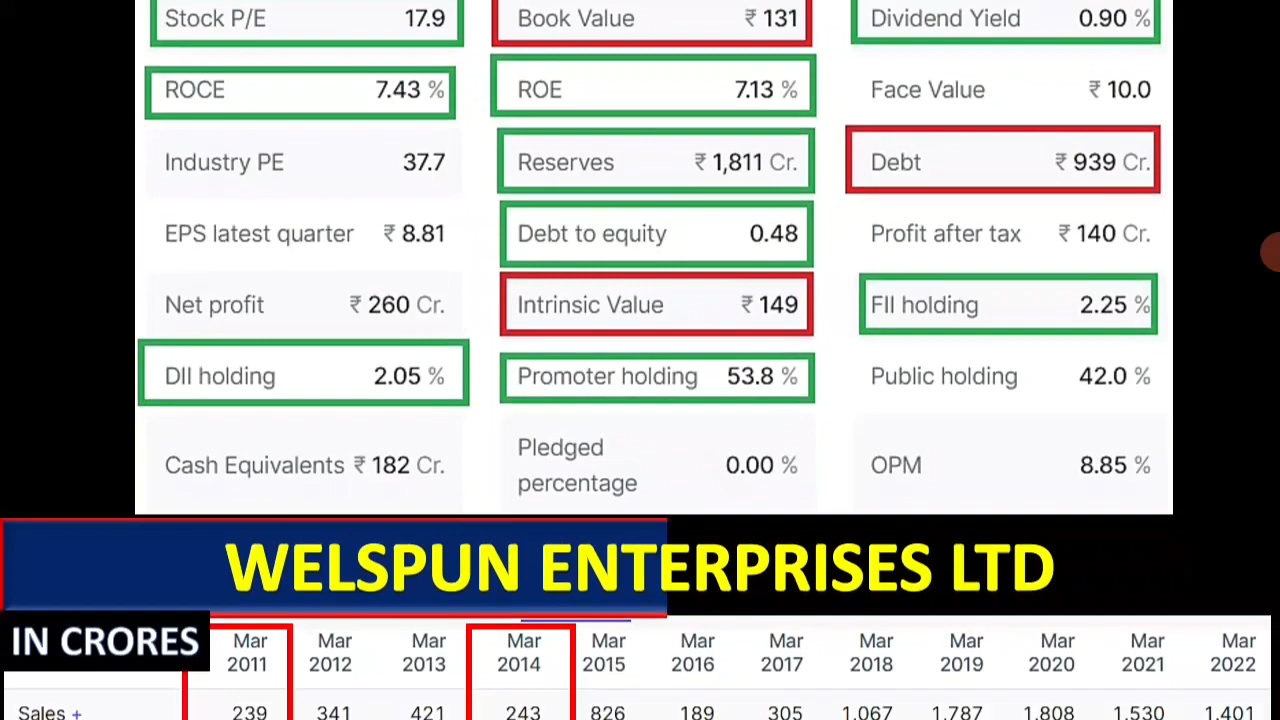 Stock P/E 17.9 Book Value ₹ 131 Dividend Yield 0.90 %
ROCE 7.43 % ROE 7.13 % Face Value ₹ 10.0
Industry PE 37.7 Reserves ₹ 1,811 Cr. Debt ₹ 939 Cr.
EPS latest quarter ₹ 8.81 Debt to equity 0.48 Profit after tax ₹ 140 Cr.
Net profit ₹ 260 Cr. Intrinsic Value ₹ 149 FII holding 2.25 %
DII holding 2.05 % Promoter holding 53.8 % Public holding 42.0 %
Cash Equivalents ₹ 182 Cr. Pledged percentage 0.00 % OPM 8.85 %
WELSPUN ENTERPRISES LTD
IN CRORES
Mar 2011 Mar 2012 Mar 2013 Mar 2014 Mar 2015 Mar 2016 Mar 2017 Mar 2018 Mar 2019 Mar 2020 Mar 2021 Mar 2022
Sales + 239 341 421 243 826 189 305 1,067 1,787 1,808 1,530 1,401